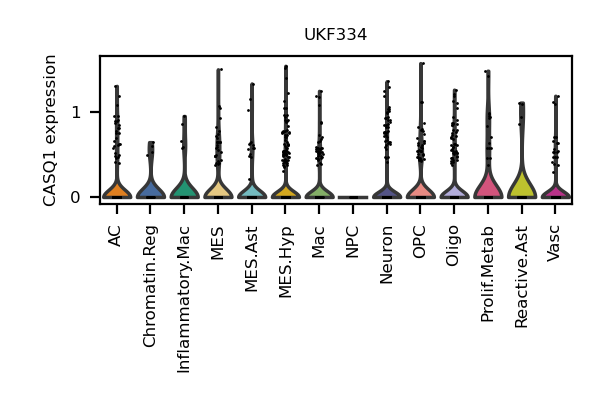 UKF334
CASQ1 expression
1
0
AC
Chromatin.Reg
Inflammatory.Mac
MES
MES.Ast
MES.Hyp
Mac
NPC
Neuron
OPC
Oligo
Prolif.Metab
Reactive.Ast
Vasc